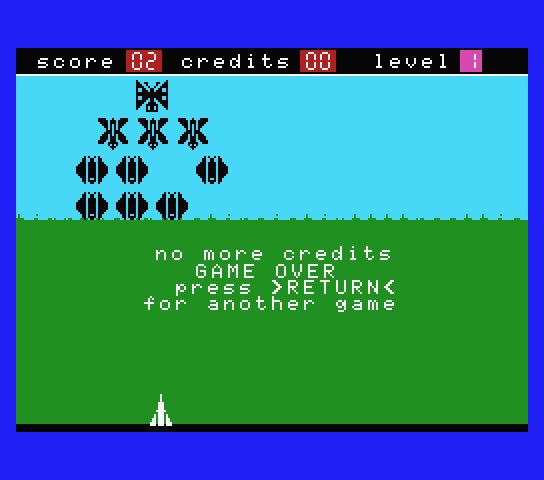 score 02 credits 00 level 1
no more credits
GAME OVER
press >RETURN<
for another game